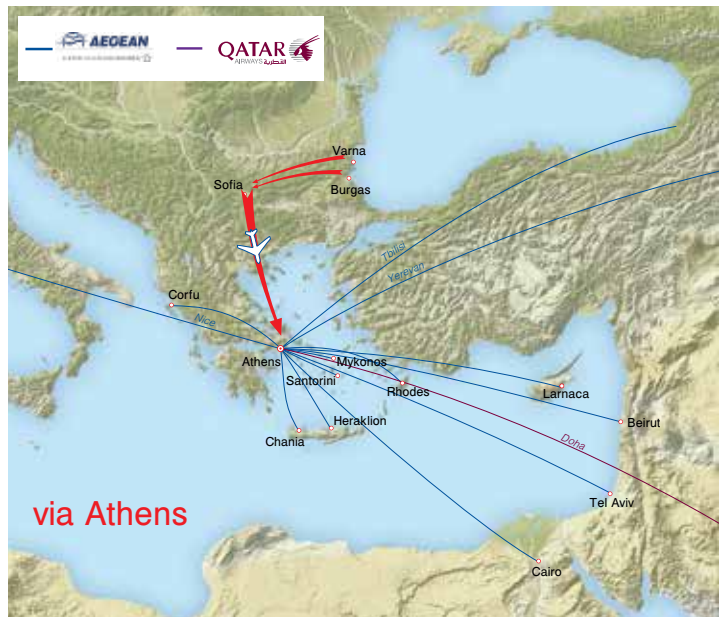 AEGEAN
QATAR
AIRWAYS القطرية
Varna
Sofia
Burgas
Tbilisi
Yerevan
Corfu
Nice
Athens
Mykonos
Santorini
Rhodes
Larnaca
Heraklion
Beirut
Chania
Doha
Tel Aviv
via Athens
Cairo